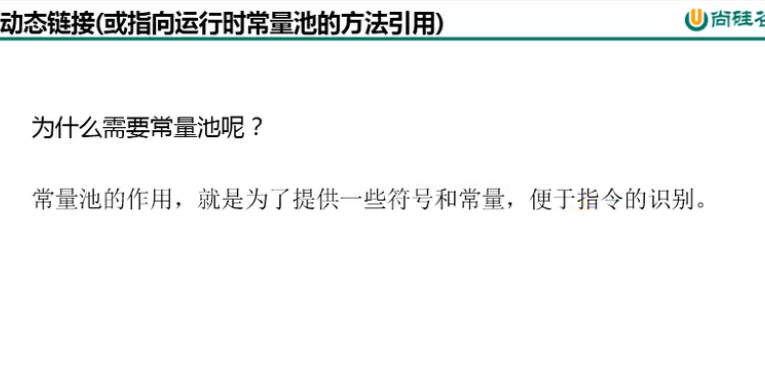 动态链接(或指向运行时常量池的方法引用)
尚硅谷
为什么需要常量池呢？
常量池的作用，就是为了提供一些符号和常量，便于指令的识别。